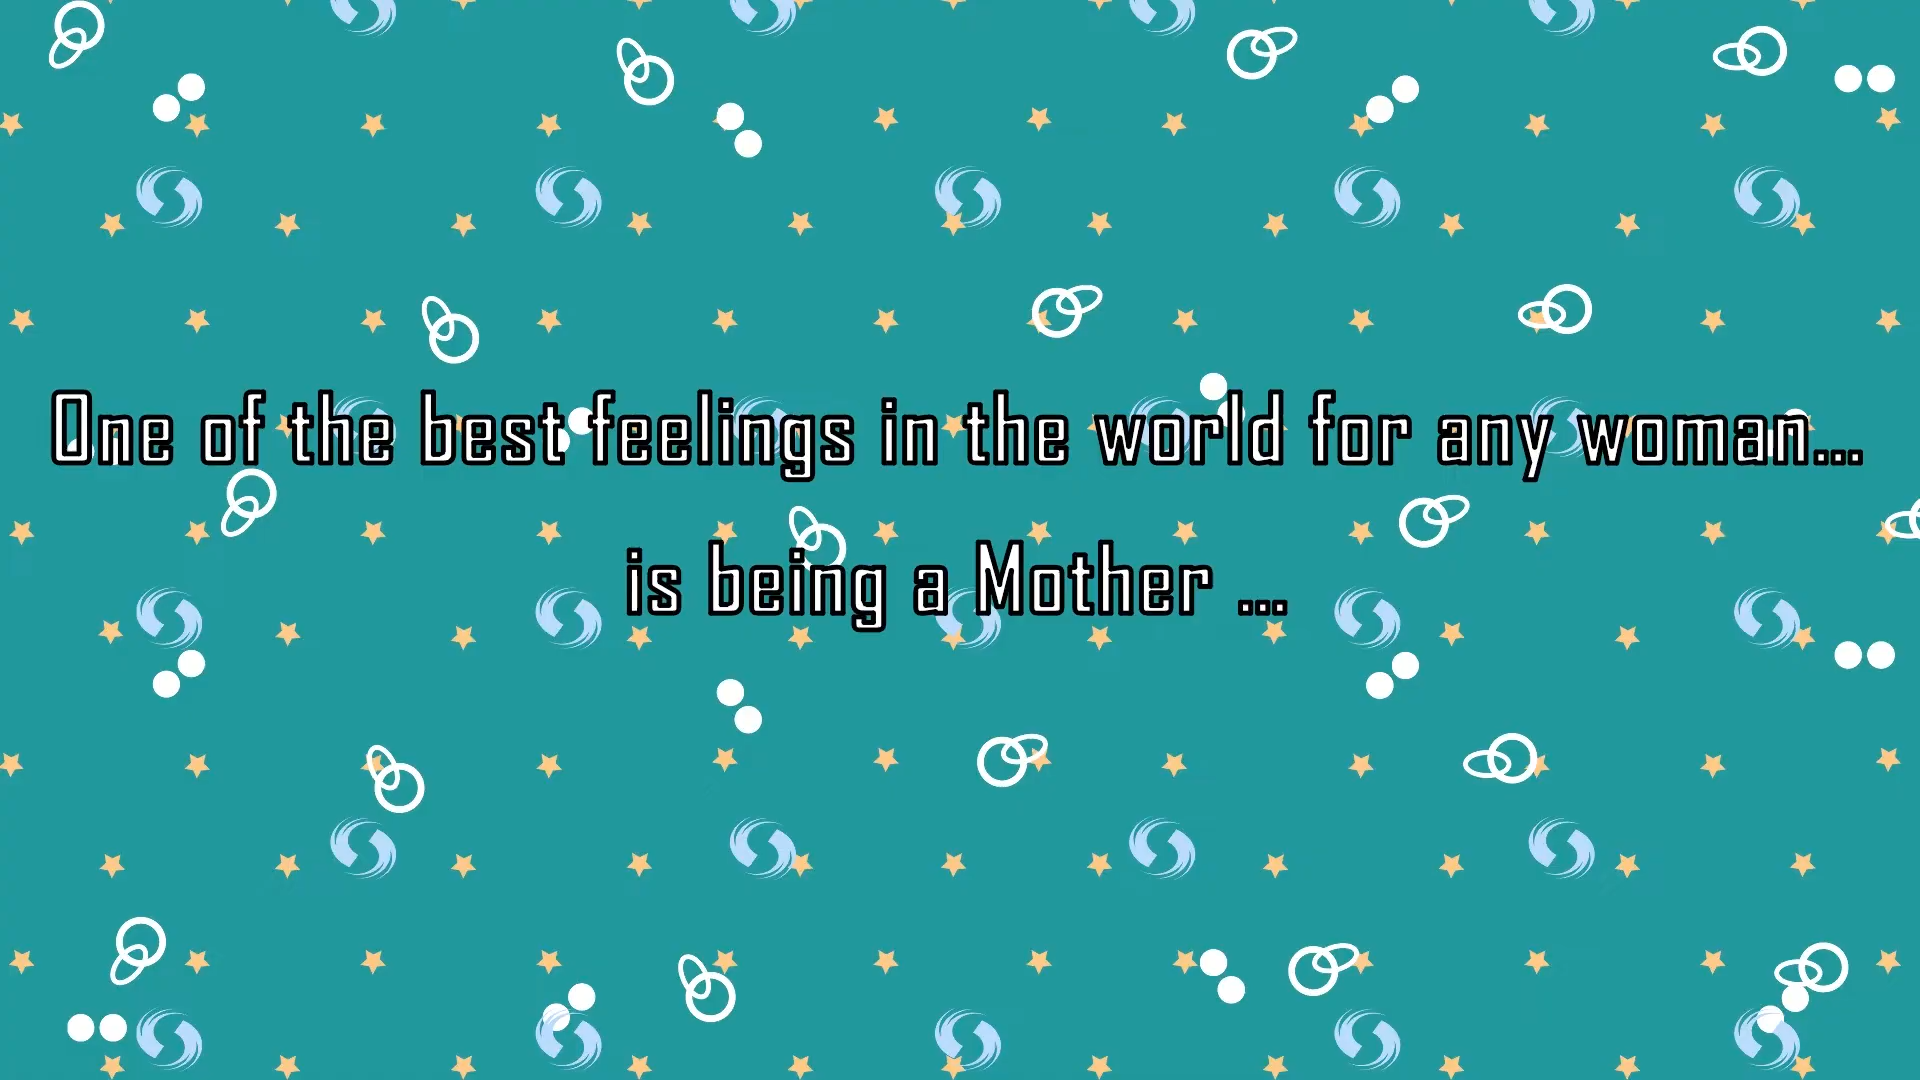 One of the best feelings in the world for any woman...
is being a Mother ...